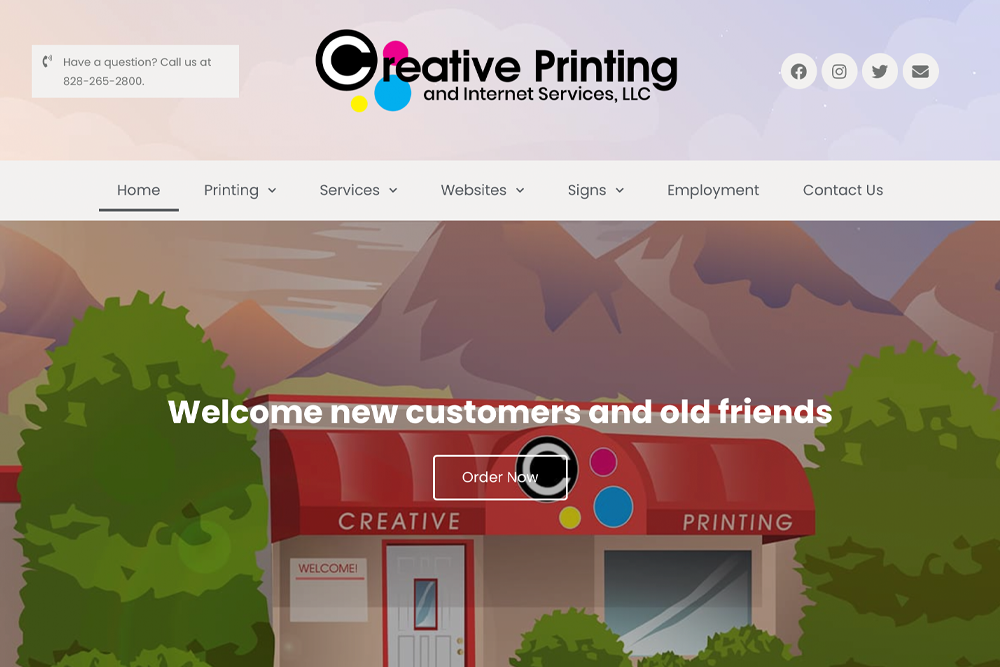 Have a question? Call us at
828-265-2800.
Creative Printing
and Internet Services, LLC
Home
Printing
Services
Websites
Signs
Employment
Contact Us
Welcome new customers and old friends
Order Now
C
CREATIVE
PRINTING
WELCOME!